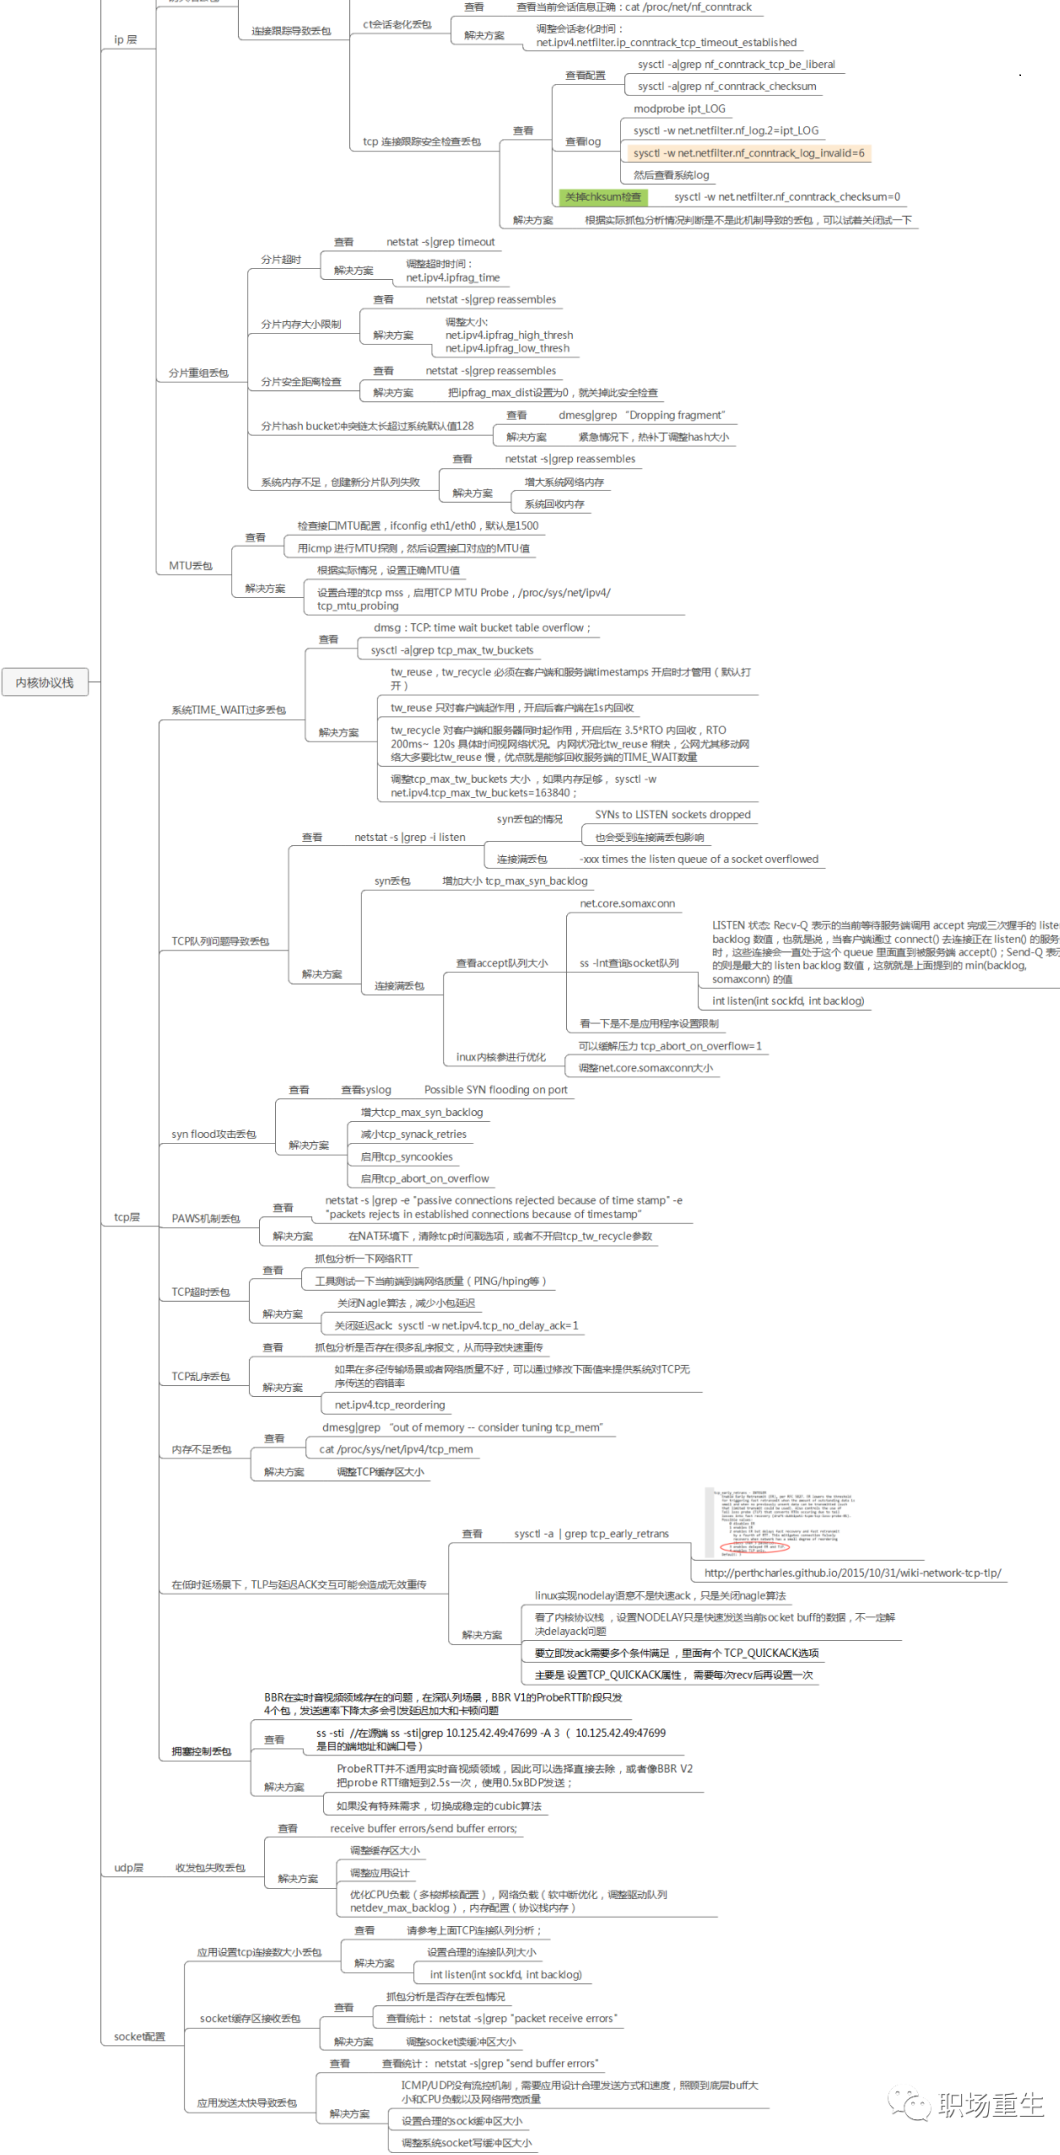 ip 层
连接跟踪导致丢包
ct会话老化丢包
查看
查看当前会话信息正确：cat /proc/net/nf_conntrack
解决方案
调整会话老化时间：
net.ipv4.netfilter.ip_conntrack_tcp_timeout_established
tcp 连接跟踪安全检查丢包
查看
查看配置
sysctl -a|grep nf_conntrack_tcp_be_liberal
sysctl -a|grep nf_conntrack_checksum
查看log
modprobe ipt_LOG
sysctl -w net.netfilter.nf_log.2=ipt_LOG
sysctl -w net.netfilter.nf_conntrack_log_invalid=6
然后查看系统log
关掉chksum检查
sysctl -w net.netfilter.nf_conntrack_checksum=0
解决方案
根据实际抓包分析情况判断是不是此机制导致的丢包，可以试着关闭试一下
分片重组丢包
分片超时
查看
netstat -s|grep timeout
解决方案
调整超时时间：
net.ipv4.ipfrag_time
分片内存大小限制
查看
netstat -s|grep reassembles
解决方案
调整大小:
net.ipv4.ipfrag_high_thresh
net.ipv4.ipfrag_low_thresh
分片安全距离检查
查看
netstat -s|grep reassembles
解决方案
把ipfrag_max_dist设置为0，就关掉此安全检查
分片hash bucket冲突链太长超过系统默认值128
查看
dmesg|grep “Dropping fragment”
解决方案
紧急情况下，热补丁调整hash大小
系统内存不足，创建新分片队列失败
查看
netstat -s|grep reassembles
解决方案
增大系统网络内存
系统回收内存
MTU丢包
查看
检查接口MTU配置，ifconfig eth1/eth0，默认是1500
用icmp 进行MTU探测，然后设置接口对应的MTU值
解决方案
根据实际情况，设置正确MTU值
设置合理的tcp mss，启用TCP MTU Probe，/proc/sys/net/ipv4/
tcp_mtu_probing
内核协议栈
tcp层
系统TIME_WAIT过多丢包
查看
dmsg：TCP: time wait bucket table overflow；
sysctl -a|grep tcp_max_tw_buckets
解决方案
tw_reuse，tw_recycle 必须在客户端和服务端timestamps 开启时才管用（默认打
开）
tw_reuse 只对客户端起作用，开启后客户端在1s内回收
tw_recycle 对客户端和服务器同时起作用，开启后在 3.5*RTO 内回收，RTO
200ms~ 120s 具体时间视网络状况。内网状况比tw_reuse 稍快，公网尤其移动网
络大多要比tw_reuse 慢，优点就是能够回收服务端的TIME_WAIT数量
调整tcp_max_tw_buckets 大小，如果内存足够， sysctl -w
net.ipv4.tcp_max_tw_buckets=163840；
TCP队列问题导致丢包
查看
netstat -s |grep -i listen
syn丢包的情况
SYNs to LISTEN sockets dropped
也会受到连接满丢包影响
连接满丢包
-xxx times the listen queue of a socket overflowed
解决方案
syn丢包
增加大小 tcp_max_syn_backlog
连接满丢包
查看accept队列大小
net.core.somaxconn
ss -lnt查询socket队列
LISTEN 状态: Recv-Q 表示的当前等待服务端调用 accept 完成三次握手的 listen
backlog 数值，也就是说，当客户端通过 connect() 去连接正在 listen() 的服务
时，这些连接会一直处于这个 queue 里面直到被服务端 accept()；Send-Q 表示
的则是最大的 listen backlog 数值，这就就是上面提到的 min(backlog,
somaxconn) 的值
int listen(int sockfd, int backlog)
看一下是不是应用程序设置限制
inux内核参进行优化
可以缓解压力 tcp_abort_on_overflow=1
调整net.core.somaxconn大小
syn flood攻击丢包
查看
查看syslog
Possible SYN flooding on port
解决方案
增大tcp_max_syn_backlog
减小tcp_synack_retries
启用tcp_syncookies
启用tcp_abort_on_overflow
PAWS机制丢包
查看
netstat -s |grep -e "passive connections rejected because of time stamp" -e
"packets rejects in established connections because of timestamp”
解决方案
在NAT环境下，清除tcp时间戳选项，或者不开启tcp_tw_recycle参数
TCP超时丢包
查看
抓包分析一下网络RTT
工具测试一下当前端到端网络质量（PING/hping等）
解决方案
关闭Nagle算法，减少小包延迟
关闭延迟ack: sysctl -w net.ipv4.tcp_no_delay_ack=1
TCP乱序丢包
查看
抓包分析是否存在很多乱序报文，从而导致快速重传
解决方案
如果在多径传输场景或者网络质量不好，可以通过修改下面值来提供系统对TCP无
序传送的容错率
net.ipv4.tcp_reordering
内存不足丢包
查看
dmesg|grep “out of memory -- consider tuning tcp_mem”
cat /proc/sys/net/ipv4/tcp_mem
解决方案
调整TCP缓存区大小
在低时延场景下，TLP与延迟ACK交互可能会造成无效重传
查看
sysctl -a | grep tcp_early_retrans
http://perthcharles.github.io/2015/10/31/wiki-network-tcp-tlp/
解决方案
linux实现nodelay语意不是快速ack，只是关闭nagle算法
看了内核协议栈，设置NODELAY只是快速发送当前socket buff的数据，不一定解
决delayack问题
要立即发ack需要多个条件满足，里面有个 TCP_QUICKACK选项
主要是 设置TCP_QUICKACK属性， 需要每次recv后再设置一次
拥塞控制丢包
BBR在实时音视频领域存在的问题，在深队列场景，BBR V1的ProbeRTT阶段只发
4个包，发送速率下降太多会引发延迟加大和卡顿问题
查看
ss -sti //在源端 ss -sti|grep 10.125.42.49:47699 -A 3 （ 10.125.42.49:47699
是目的端地址和端口号）
解决方案
ProbeRTT并不适用实时音视频领域，因此可以选择直接去除，或者像BBR V2
把probe RTT缩短到2.5s一次，使用0.5xBDP发送；
如果没有特殊需求，切换成稳定的cubic算法
udp层
收发包失败丢包
查看
receive buffer errors/send buffer errors;
解决方案
调整缓存区大小
调整应用设计
优化CPU负载（多核绑核配置），网络负载（软中断优化，调整驱动队列
netdev_max_backlog），内存配置（协议栈内存）
socket配置
应用设置tcp连接数大小丢包
查看
请参考上面TCP连接队列分析；
解决方案
设置合理的连接队列大小
int listen(int sockfd, int backlog)
socket缓存区接收丢包
查看
抓包分析是否存在丢包情况
查看统计： netstat -s|grep "packet receive errors"
解决方案
调整socket读缓冲区大小
应用发送太快导致丢包
查看
查看统计： netstat -s|grep "send buffer errors"
解决方案
ICMP/UDP没有流控机制，需要应用设计合理发送方式和速度，照顾到底层buff大
小和CPU负载以及网络带宽质量
设置合理的sock缓冲区大小
调整系统socket写缓冲区大小
职场重生